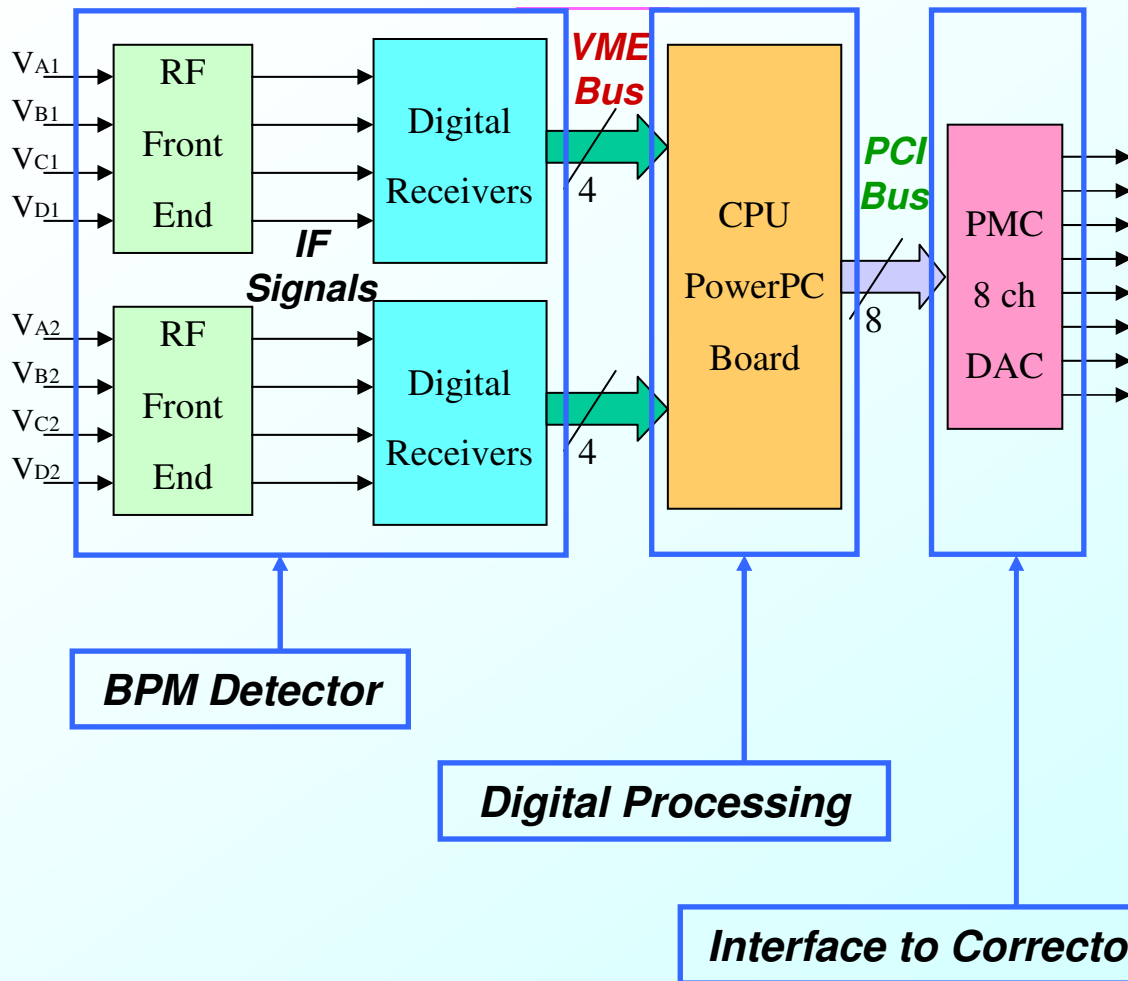 VA1
VB1
VC1
VD1
RF
Front
End
IF
Signals
Digital
Receivers
VME
Bus
4
VA2
VB2
VC2
VD2
RF
Front
End
Digital
Receivers
4
CPU
PowerPC
Board
PCI
Bus
8
PMC
8 ch
DAC
BPM Detector
Digital Processing
Interface to Correcto